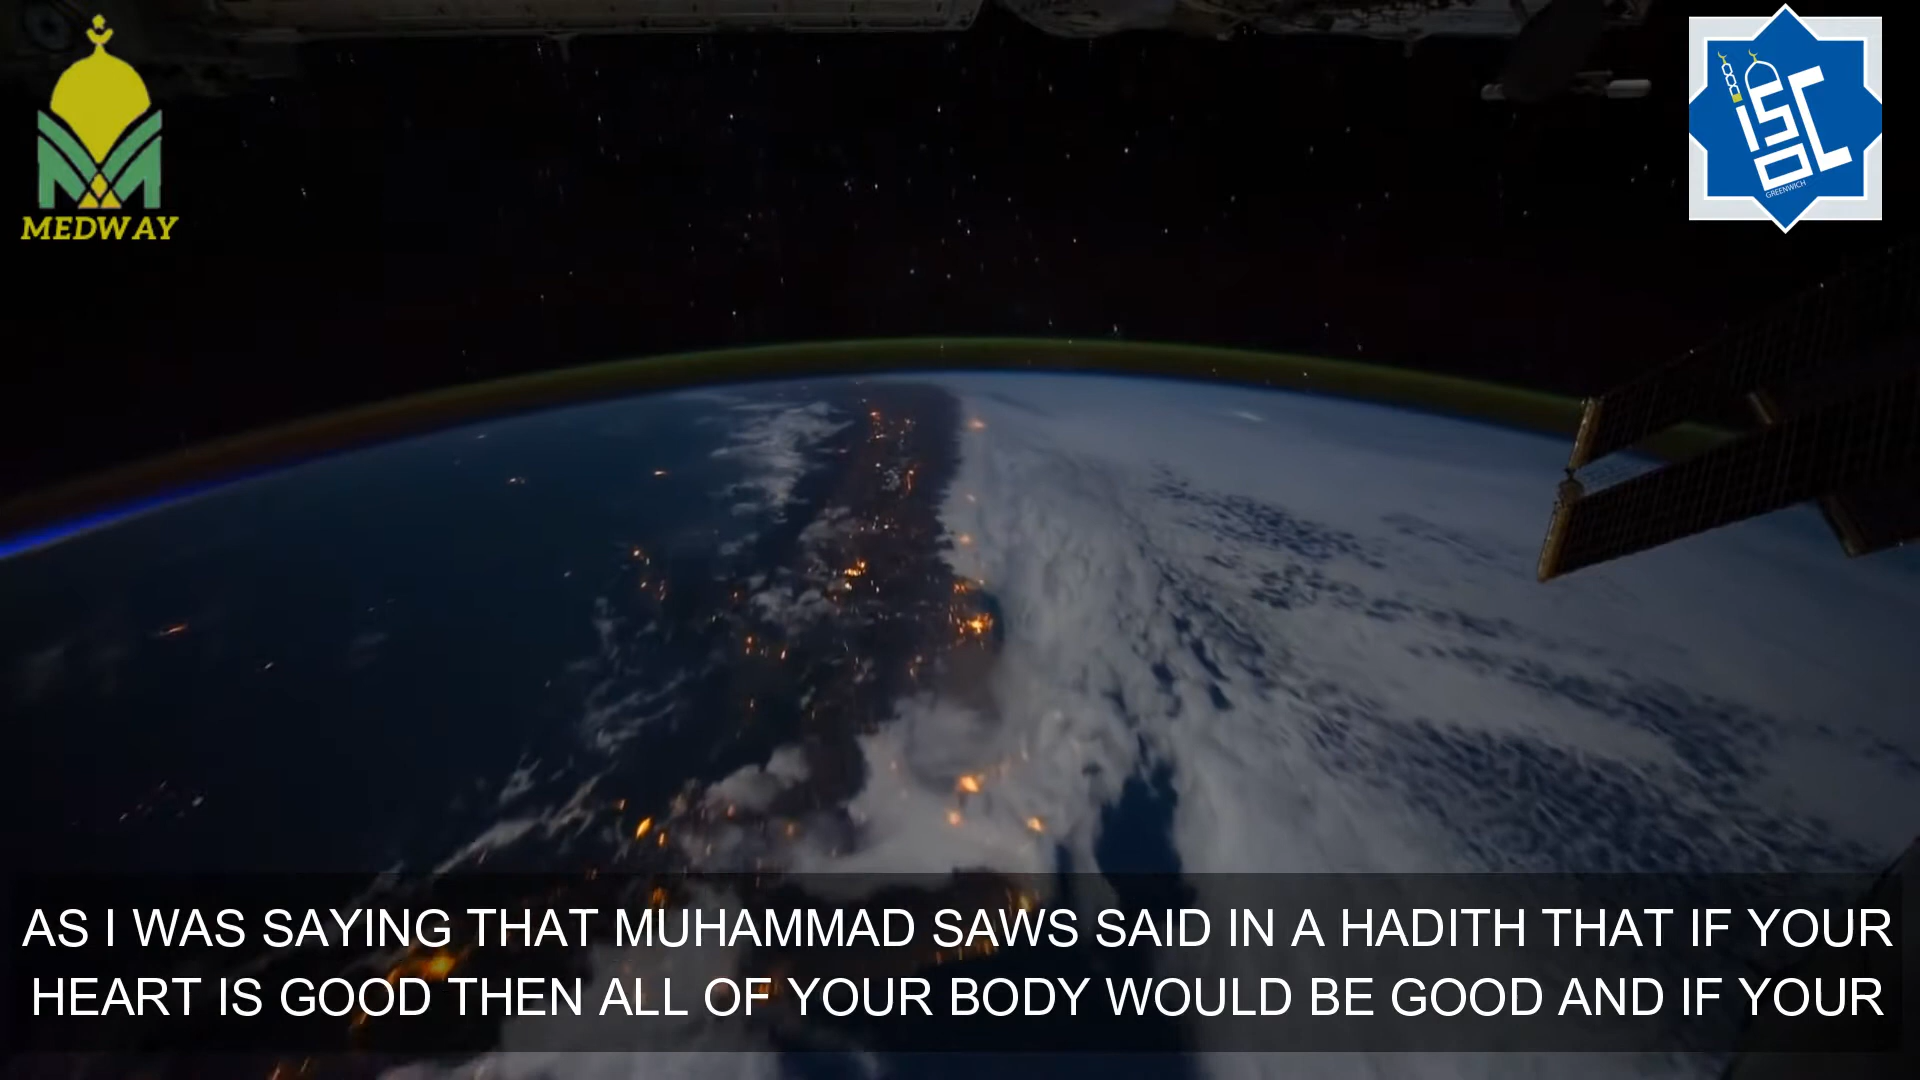 MEDWAY
iSOC
GREENWICH
AS I WAS SAYING THAT MUHAMMAD SAWS SAID IN A HADITH THAT IF YOUR
HEART IS GOOD THEN ALL OF YOUR BODY WOULD BE GOOD AND IF YOUR